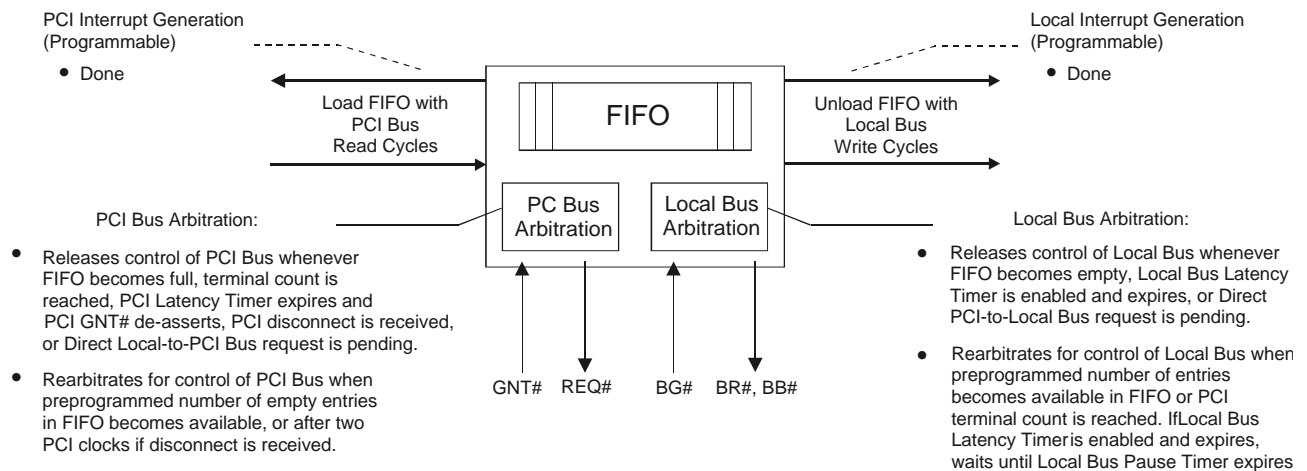 PCI Interrupt Generation
(Programmable)
• Done
Local Interrupt Generation
(Programmable)
• Done
Load FIFO with
PCI Bus
Read Cycles
FIFO
Unload FIFO with
Local Bus
Write Cycles
PC Bus
Arbitration
Local Bus
Arbitration
PCI Bus Arbitration:
• Releases control of PCI Bus whenever
FIFO becomes full, terminal count is
reached, PCI Latency Timer expires and
PCI GNT# de-asserts, PCI disconnect is received,
or Direct Local-to-PCI Bus request is pending.
• Rearbitrates for control of PCI Bus when
preprogrammed number of empty entries
in FIFO becomes available, or after two
PCI clocks if disconnect is received.
GNT#
REQ#
BG#
BR#, BB#
Local Bus Arbitration:
• Releases control of Local Bus whenever
FIFO becomes empty, Local Bus Latency
Timer is enabled and expires, or Direct
PCI-to-Local Bus request is pending.
• Rearbitrates for control of Local Bus when
preprogrammed number of entries
becomes available in FIFO or PCI
terminal count is reached. IfLocal Bus
Latency Timeris enabled and expires,
waits until Local Bus Pause Timer expires